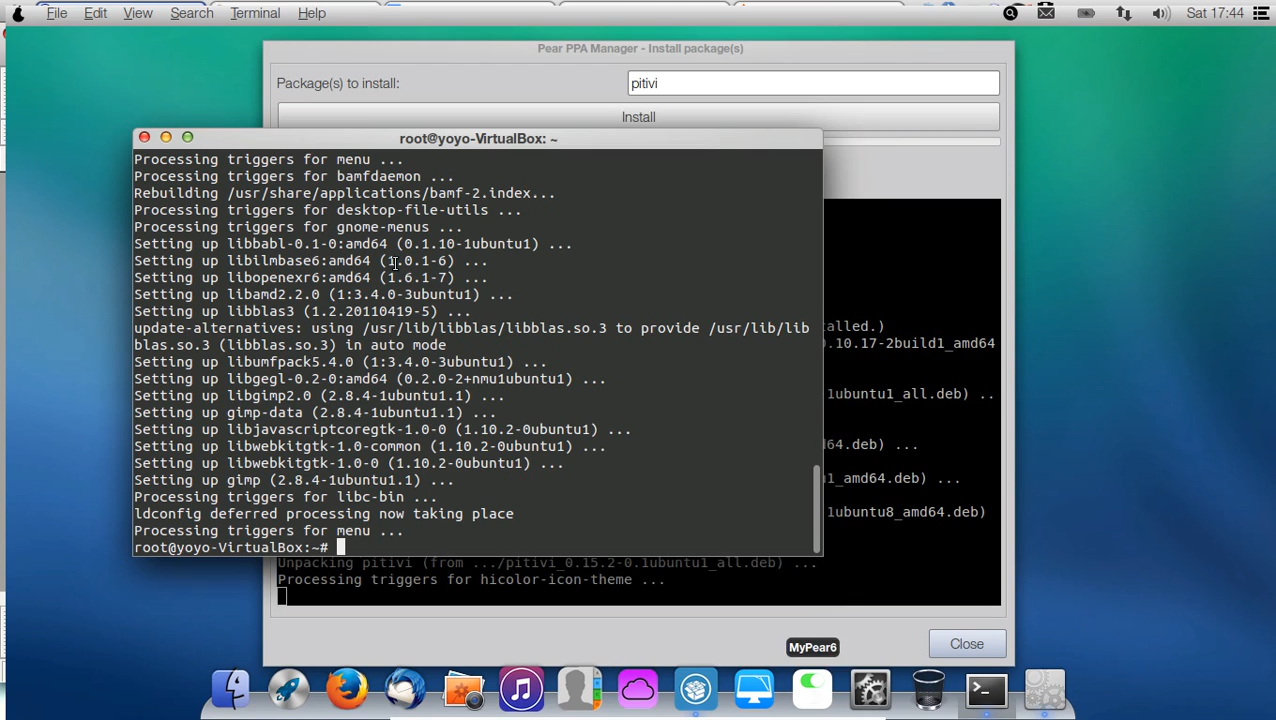 File Edit View Search Terminal Help
Sat 17:44
Pear PPA Manager - Install package(s)
Package(s) to install:
pitivi
Install
root@yoyo-VirtualBox: ~
Processing triggers for menu ...
Processing triggers for bamfdaemon ...
Rebuilding /usr/share/applications/bamf-2.index...
Processing triggers for desktop-file-utils ...
Processing triggers for gnome-menus ...
Setting up libbabl-0.1-0:amd64 (0.1.10-1ubuntu1) ...
Setting up libilmbase6:amd64 (1.0.1-6) ...
Setting up libopenexr6:amd64 (1.6.1-7) ...
Setting up libamd2.2.0 (1:3.4.0-3ubuntu1) ...
Setting up libblas3 (1.2.20110419-5) ...
update-alternatives: using /usr/lib/libblas/libblas.so.3 to provide /usr/lib/lib
blas.so.3 (libblas.so.3) in auto mode
Setting up libumfpack5.4.0 (1:3.4.0-3ubuntu1) ...
Setting up libgegl-0.2-0:amd64 (0.2.0-2+nmu1ubuntu1) ...
Setting up libgimp2.0 (2.8.4-1ubuntu1.1) ...
Setting up gimp-data (2.8.4-1ubuntu1.1) ...
Setting up libjavascriptcoregtk-1.0-0 (1.10.2-0ubuntu1) ...
Setting up libwebkitgtk-1.0-common (1.10.2-0ubuntu1) ...
Setting up libwebkitgtk-1.0-0 (1.10.2-0ubuntu1) ...
Setting up gimp (2.8.4-1ubuntu1.1) ...
Processing triggers for libc-bin ...
ldconfig deferred processing now taking place
Processing triggers for menu ...
root@yoyo-VirtualBox:~#
alled.)
0.10.17-2build1_amd64
1ubuntu1_all.deb) ..
d64.deb) ...
u1_amd64.deb) ...
1ubuntu8_amd64.deb)
Unpacking pitivi (from .../pitivi_0.15.2-0.1ubuntu1_all.deb) ...
Processing triggers for hicolor-icon-theme ...
MyPear6
Close